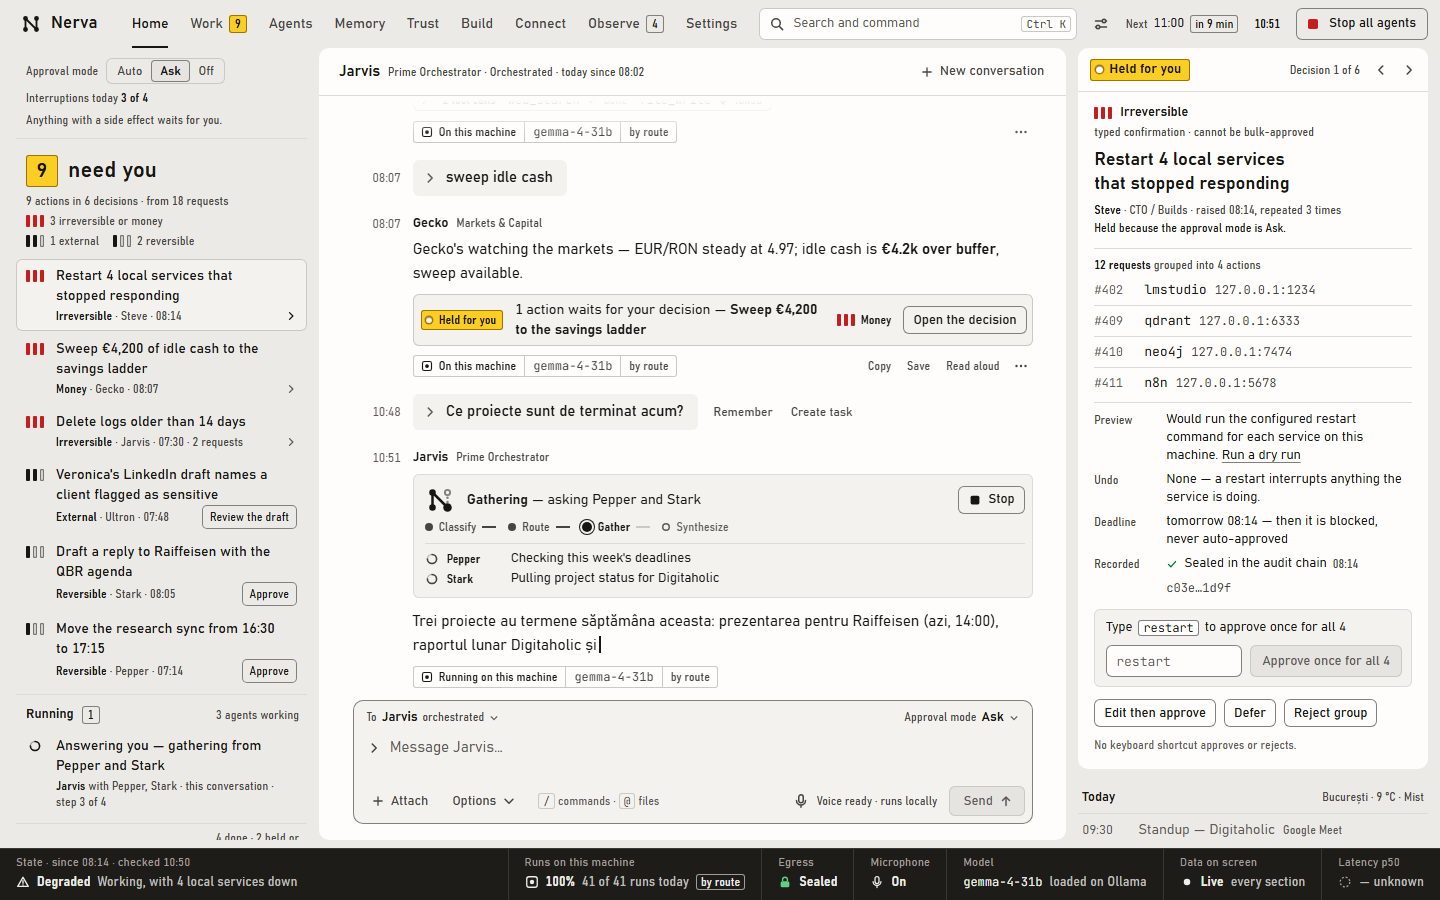 Nerva
Home
Work 9
Agents
Memory
Trust
Build
Connect
Observe 4
Settings
Search and command
Ctrl K
Next 11:00 in 9 min
10:51
Stop all agents
Approval mode
Auto
Ask
Off
Interruptions today 3 of 4
Anything with a side effect waits for you.
9 need you
9 actions in 6 decisions · from 18 requests
3 irreversible or money
1 external
2 reversible
Restart 4 local services that
stopped responding
Irreversible · Steve · 08:14
Sweep €4,200 of idle cash to the
savings ladder
Money · Gecko · 08:07
Delete logs older than 14 days
Irreversible · Jarvis · 07:30 · 2 requests
Veronica's LinkedIn draft names a
client flagged as sensitive
External · Ultron · 07:48
Review the draft
Draft a reply to Raiffeisen with the
QBR agenda
Reversible · Stark · 08:05
Approve
Move the research sync from 16:30
to 17:15
Reversible · Pepper · 07:14
Approve
Running 1
3 agents working
Answering you — gathering from
Pepper and Stark
Jarvis with Pepper, Stark · this conversation ·
step 3 of 4
4 done · 2 held or
Jarvis Prime Orchestrator · Orchestrated · today since 08:02
New conversation
On this machine
gemma-4-31b
by route
08:07
sweep idle cash
08:07
Gecko Markets & Capital
Gecko's watching the markets — EUR/RON steady at 4.97; idle cash is €4.2k over buffer,
sweep available.
Held for you
1 action waits for your decision — Sweep €4,200
to the savings ladder
Money
Open the decision
On this machine
gemma-4-31b
by route
Copy
Save
Read aloud
10:48
Ce proiecte sunt de terminat acum?
Remember
Create task
10:51
Jarvis Prime Orchestrator
Gathering — asking Pepper and Stark
Stop
Classify
Route
Gather
Synthesize
Pepper Checking this week's deadlines
Stark Pulling project status for Digitaholic
Trei proiecte au termene săptămâna aceasta: prezentarea pentru Raiffeisen (azi, 14:00),
raportul lunar Digitaholic și
Running on this machine
gemma-4-31b
by route
To Jarvis orchestrated
Approval mode Ask
Message Jarvis…
Attach
Options
/ commands · @ files
Voice ready · runs locally
Send
Held for you
Decision 1 of 6
Irreversible
typed confirmation · cannot be bulk-approved
Restart 4 local services
that stopped responding
Steve · CTO / Builds · raised 08:14, repeated 3 times
Held because the approval mode is Ask.
12 requests grouped into 4 actions
#402 lmstudio 127.0.0.1:1234
#409 qdrant 127.0.0.1:6333
#410 neo4j 127.0.0.1:7474
#411 n8n 127.0.0.1:5678
Preview
Would run the configured restart
command for each service on this
machine. Run a dry run
Undo
None — a restart interrupts anything the
service is doing.
Deadline
tomorrow 08:14 — then it is blocked,
never auto-approved
Recorded
Sealed in the audit chain 08:14
c03e…1d9f
Type restart to approve once for all 4
restart
Approve once for all 4
Edit then approve
Defer
Reject group
No keyboard shortcut approves or rejects.
Today
București · 9 °C · Mist
09:30 Standup — Digitaholic Google Meet
State · since 08:14 · checked 10:50
Degraded Working, with 4 local services down
Runs on this machine
100% 41 of 41 runs today by route
Egress
Sealed
Microphone
On
Model
gemma-4-31b loaded on Ollama
Data on screen
Live every section
Latency p50
— unknown